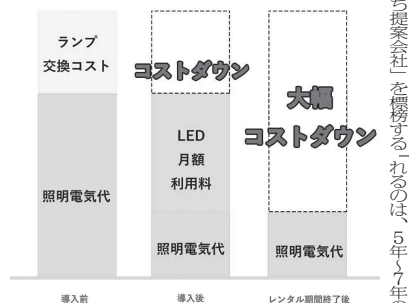 ランプ
交換コスト
照明電気代
導入前
コストダウン
LED
月額
利用料
照明電気代
導入後
大幅
コストダウン
照明電気代
レンタル期間終了後
ち提案会社」を標榜する
れるのは、5年〜7年の